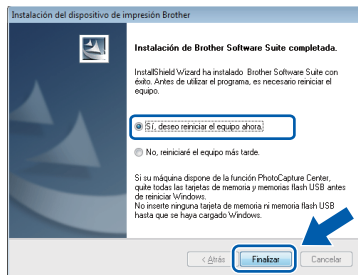 Instalación del dispositivo de impresión Brother
Instalación de Brother Software Suite completada.
InstallShield Wizard ha instalado Brother Software Suite con
éxito. Antes de utilizar el programa, es necesario reiniciar el
equipo.
Sí, deseo reiniciar el equipo ahora.
No, reiniciaré el equipo más tarde.
Si su máquina dispone de la función PhotoCapture Center,
quite todas las tarjetas de memoria y memorias flash USB antes
de reiniciar Windows.
No inserte ninguna tarjeta de memoria ni memoria flash USB
hasta que se haya cargado Windows.
< Atrás Finalizar Cancelar